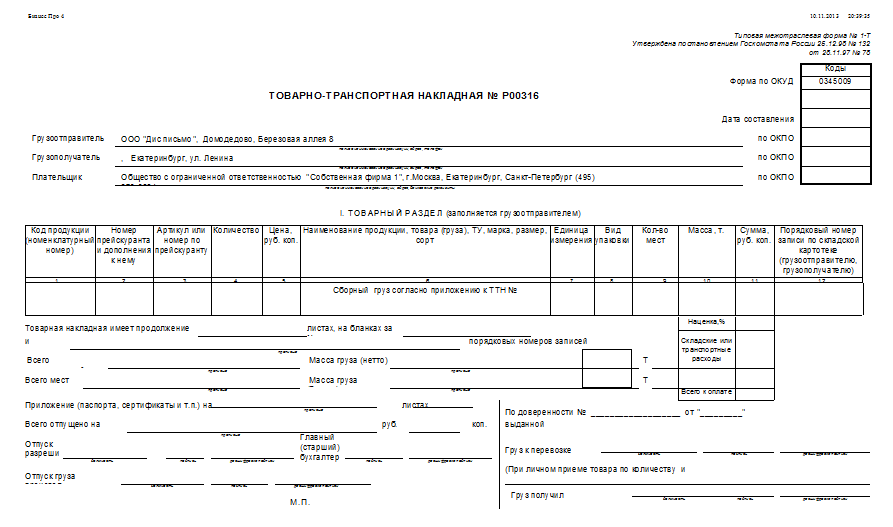 Бизнес Про 6 10.11.2013 20:39:35
Типовая межотраслевая форма № 1-Т
Утверждена постановлением Госкомстата России 25.12.98 № 132
от 28.11.97 № 78
Коды
Форма по ОКУД 0345009
ТОВАРНО-ТРАНСПОРТНАЯ НАКЛАДНАЯ № Р00316
Дата составления
Грузоотправитель ООО "Дис письмо", Домодедово, Березовая аллея 8 по ОКПО
Грузополучатель , Екатеринбург, ул. Ленина по ОКПО
Плательщик Общество с ограниченной ответственностью "Собственная фирма 1", г.Москва, Екатеринбург, Санкт-Петербург (495) по ОКПО
I. ТОВАРНЫЙ РАЗДЕЛ (заполняется грузоотправителем)
Код продукции (номенклатурный номер) Номер прейскуранта и дополнения к нему Артикул или номер по прейскуранту Количество Цена, руб. коп. Наименование продукции, товара (груза), ТУ, марка, размер, сорт Единица измерения Вид упаковки Кол-во мест Масса, т. Сумма, руб. коп. Порядковый номер записи по складской картотеке (грузоотправителю, грузополучателю)
1 2 3 4 5 6 7 8 9 10 11 12
Сборный груз согласно приложению к ТТН №
Товарная накладная имеет продолжение листах, на бланках за Наценка,%
и порядковых номеров записей Складские или транспортные расходы
Всего Масса груза (нетто) Т
Всего мест Масса груза Т
Всего к оплате
Приложение (паспорта, сертификаты и т.п.) на листах
По доверенности № от " "
Всего отпущено на руб. коп. выданной
Отпуск разреши Главный (старший) бухгалтер
Груз к перевозке
(При личном приеме товара по количеству и
Отпуск груза
Груз получил
М.П.